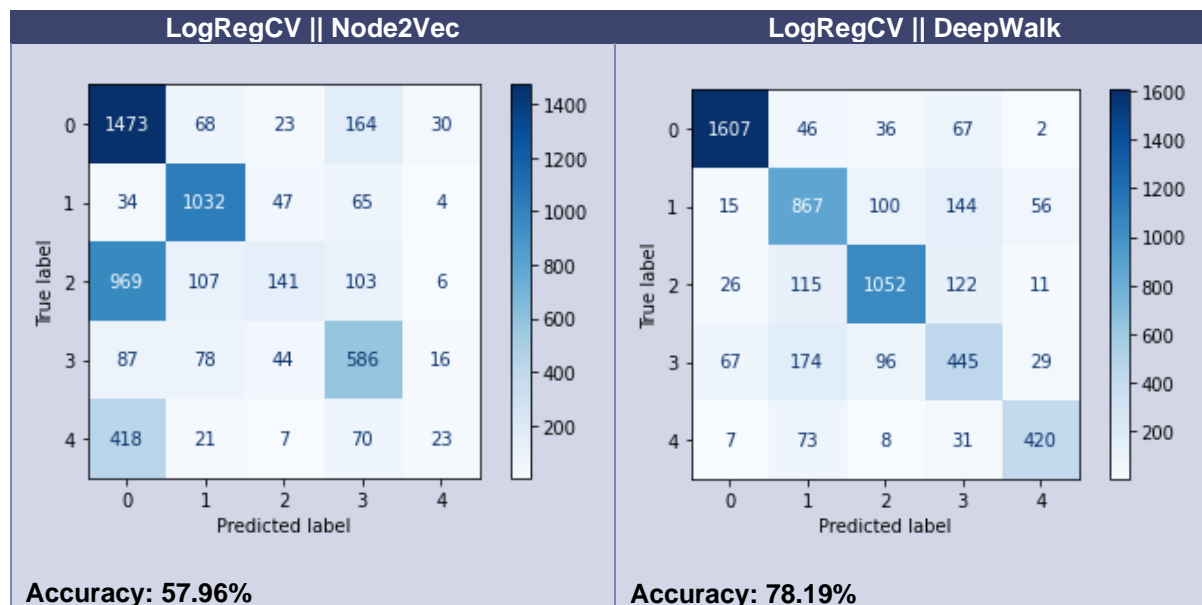 LogRegCV || Node2Vec
0 1473 68 23 164 30
1 34 1032 47 65 4
2 969 107 141 103 6
3 87 78 44 586 16
4 418 21 7 70 23
0 1 2 3 4
True label
Predicted label
1400
1200
1000
800
600
400
200
Accuracy: 57.96%
LogRegCV || DeepWalk
0 1607 46 36 67 2
1 15 867 100 144 56
2 26 115 1052 122 11
3 67 174 96 445 29
4 7 73 8 31 420
0 1 2 3 4
True label
Predicted label
1600
1400
1200
1000
800
600
400
200
Accuracy: 78.19%